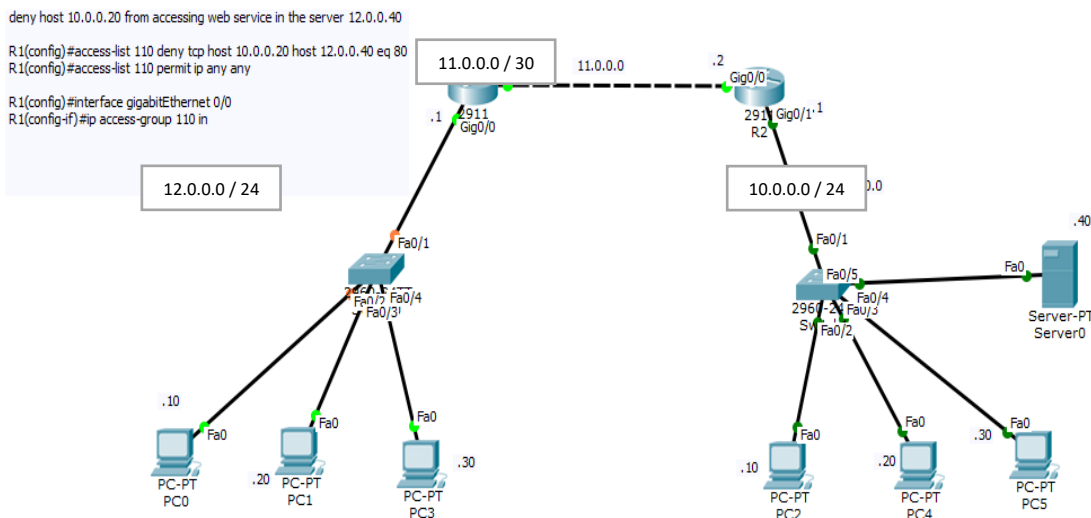 deny host 10.0.0.20 from accessing web service in the server 12.0.0.40
R1(config)#access-list 110 deny tcp host 10.0.0.20 host 12.0.0.40 eq 80
R1(config)#access-list 110 permit ip any any
R1(config)#interface gigabitEthernet 0/0
R1(config-if)#ip access-group 110 in
11.0.0.0 / 30
11.0.0.0
.2
Gig0/0
2911
Gig0/0
.1
Gig0/1
.1
R2
12.0.0.0 / 24
10.0.0.0 / 24
Fa0/1
Fa0/2
Fa0/3
Fa0/4
Fa0/1
Fa0/5
Fa0/4
Fa0/3
Fa0/2
.40
Fa0
Server-PT
Server0
.10
Fa0
PC-PT
PC0
.20
Fa0
PC-PT
PC1
.30
Fa0
PC-PT
PC3
.10
Fa0
PC-PT
PC2
.20
Fa0
PC-PT
PC4
.30
Fa0
PC-PT
PC5